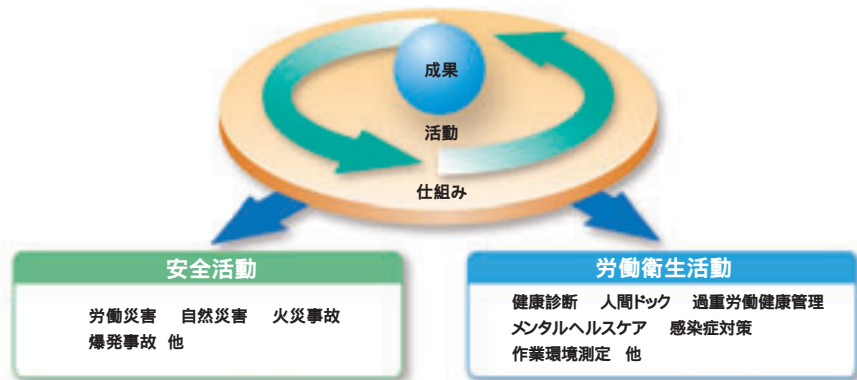 成果
活動
仕組み
安全活動
労働災害 自然災害 火災事故
爆発事故 他
労働衛生活動
健康診断 人間ドック 過重労働健康管理
メンタルヘルスケア 感染症対策
作業環境測定 他